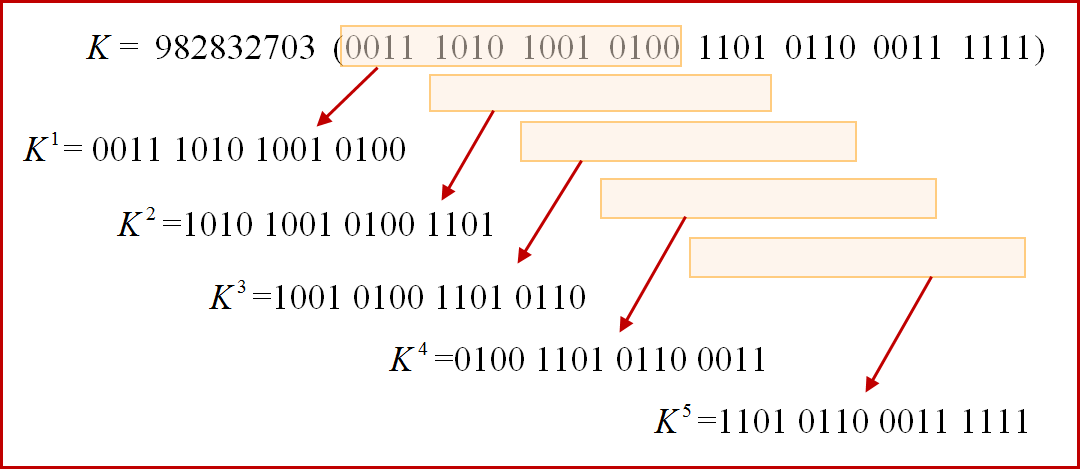 K = 982832703 (0011 1010 1001 0100 1101 0110 0011 1111)
K¹= 0011 1010 1001 0100
K² =1010 1001 0100 1101
K³ =1001 0100 1101 0110
K⁴ =0100 1101 0110 0011
K⁵ =1101 0110 0011 1111